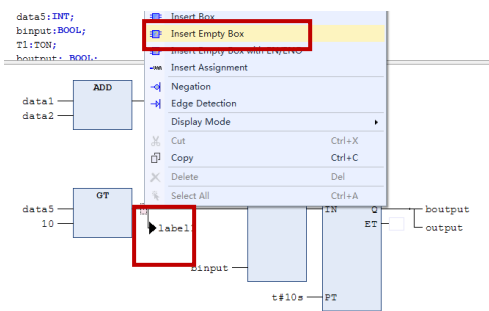 data5:INT;
binput:BOOL;
T1:TON;
boutput: BOOL;
Insert Box
Insert Empty Box
Insert Empty Box with EN/ENO
Insert Assignment
Negation
Edge Detection
Display Mode
Cut Ctrl+X
Copy Ctrl+C
Delete Del
Select All Ctrl+A
ADD
data1
data2
GT
data5
10
label
binput
IN Q
ET
boutput
output
t#10s PT